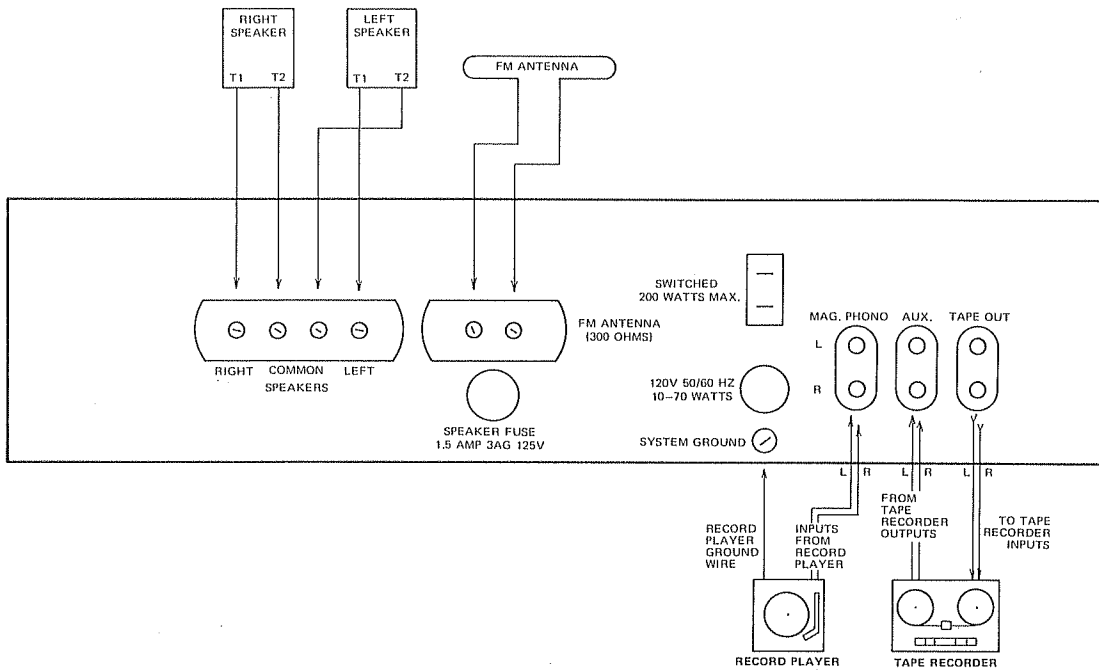 RIGHT
SPEAKER
T1 T2
LEFT
SPEAKER
T1 T2
FM ANTENNA
SWITCHED
200 WATTS MAX.
MAG. PHONO AUX. TAPE OUT
L
R
FM ANTENNA
(300 OHMS)
RIGHT COMMON LEFT
SPEAKERS
120V 50/60 HZ
10-70 WATTS
SPEAKER FUSE
1.5 AMP 3AG 125V
SYSTEM GROUND
L R
L R
L R
RECORD
PLAYER
GROUND
WIRE
INPUTS
FROM
RECORD
PLAYER
FROM
TAPE
RECORDER
OUTPUTS
TO TAPE
RECORDER
INPUTS
RECORD PLAYER
TAPE RECORDER